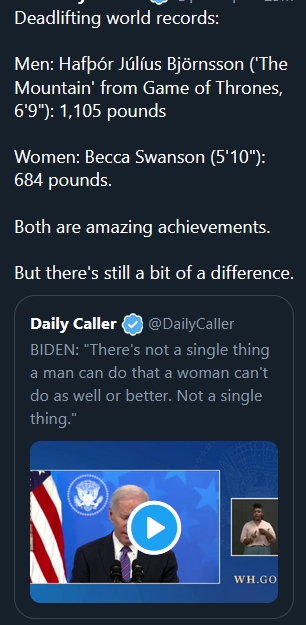 Deadlifting world records:
Men: Hafþór Júlíus Björnsson ('The
Mountain' from Game of Thrones,
6'9"): 1,105 pounds
Women: Becca Swanson (5'10"):
684 pounds.
Both are amazing achievements.
But there's still a bit of a difference.
Daily Caller @DailyCaller
BIDEN: "There's not a single thing
a man can do that a woman can't
do as well or better. Not a single
thing."
WH.GO